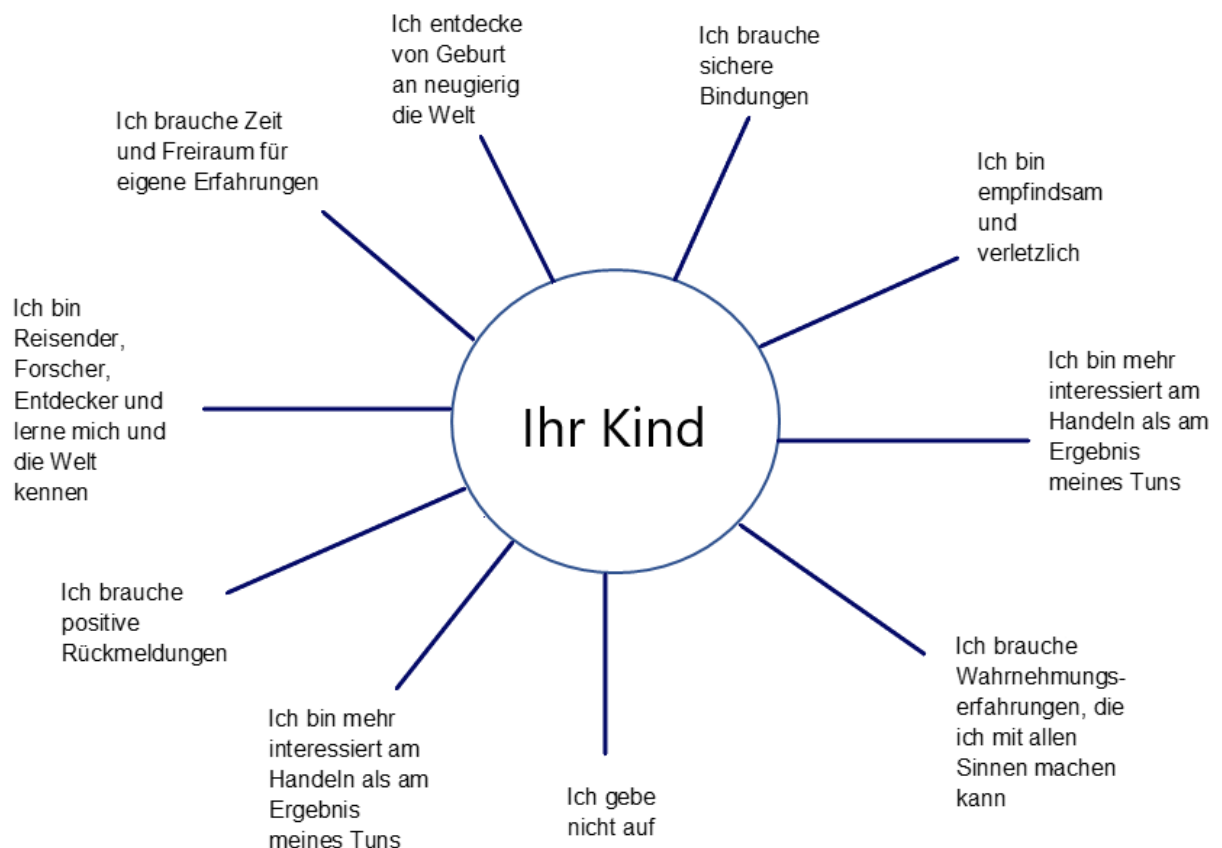 Ich entdecke
von Geburt
an neugierig
die Welt
Ich brauche
sichere
Bindungen
Ich brauche Zeit
und Freiraum für
eigene Erfahrungen
Ich bin
empfindsam
und
verletzlich
Ich bin
Reisender,
Forscher,
Entdecker und
lerne mich und
die Welt
kennen
Ihr Kind
Ich bin mehr
interessiert am
Handeln als am
Ergebnis
meines Tuns
Ich brauche
positive
Rückmeldungen
Ich bin mehr
interessiert am
Handeln als am
Ergebnis
meines Tuns
Ich gebe
nicht auf
Ich brauche
Wahrnehmungs-
erfahrungen, die
ich mit allen
Sinnen machen
kann